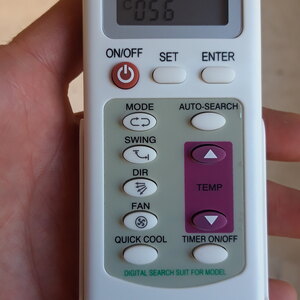 C 056
ON/OFF SET ENTER
MODE AUTO-SEARCH
SWING
DIR TEMP
FAN
QUICK COOL TIMER ON/OFF
DIGITAL SEARCH SUIT FOR MODEL